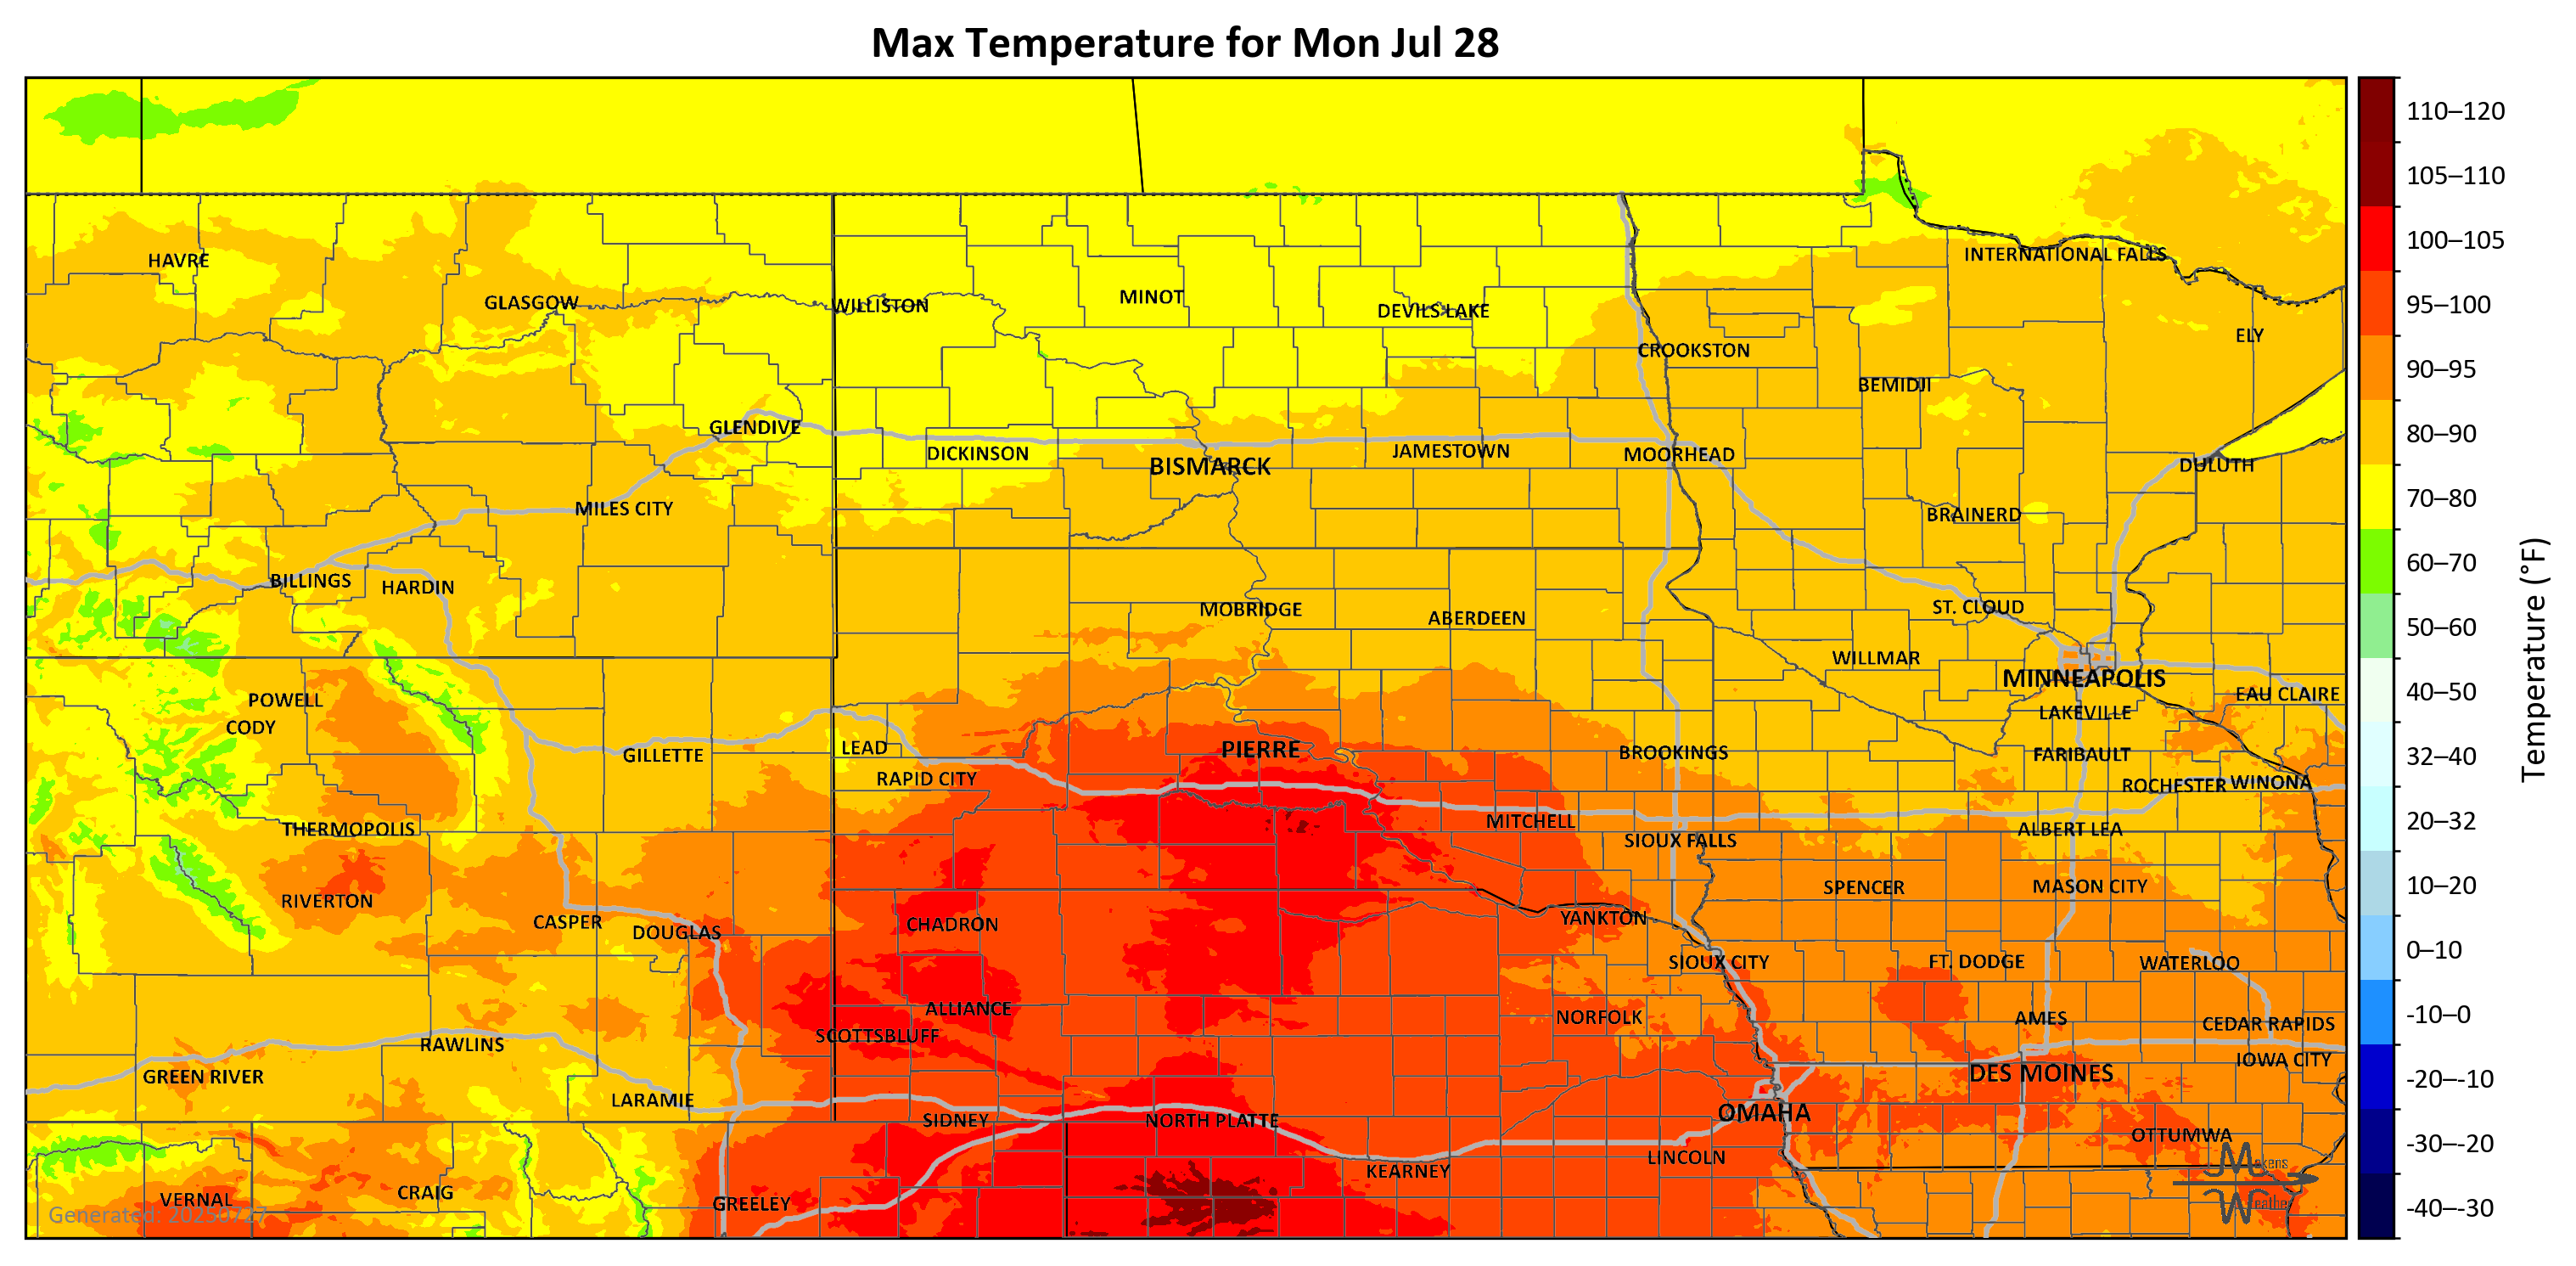 Max Temperature for Mon Jul 28
110–120
105–110
100–105
95–100
90–95
80–90
70–80
60–70
50–60
40–50
32–40
20–32
10–20
0–10
-10–0
-20–-10
-30–-20
-40–-30
Temperature (°F)
HAVRE
INTERNATIONAL FALLS
GLASGOW
WILLISTON
MINOT
DEVILS LAKE
ELY
CROOKSTON
BEMIDJI
GLENDIVE
DICKINSON
BISMARCK
JAMESTOWN
MOORHEAD
DULUTH
MILES CITY
BRAINERD
BILLINGS
HARDIN
MOBRIDGE
ABERDEEN
ST. CLOUD
WILLMAR
MINNEAPOLIS
POWELL
EAU CLAIRE
CODY
LAKEVILLE
GILLETTE
LEAD
PIERRE
BROOKINGS
FARIBAULT
RAPID CITY
ROCHESTER
WINONA
THERMOPOLIS
MITCHELL
SIOUX FALLS
ALBERT LEA
RIVERTON
SPENCER
MASON CITY
CASPER
DOUGLAS
CHADRON
YANKTON
SIOUX CITY
FT. DODGE
WATERLOO
ALLIANCE
NORFOLK
AMES
CEDAR RAPIDS
SCOTTSBLUFF
RAWLINS
IOWA CITY
GREEN RIVER
DES MOINES
LARAMIE
SIDNEY
NORTH PLATTE
OMAHA
OTTUMWA
LINCOLN
KEARNEY
VERNAL
CRAIG
GREELEY
Generated: 20250727
Makens
Weather